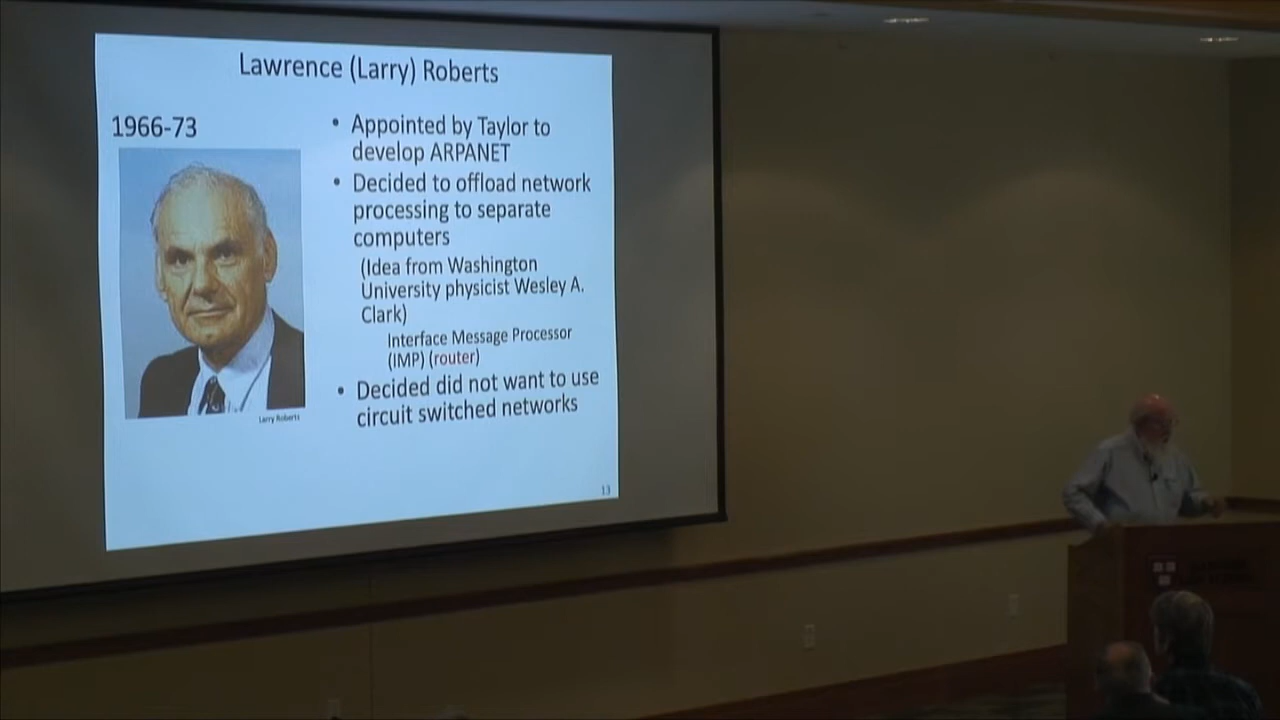 Lawrence (Larry) Roberts
1966-73
Larry Roberts
• Appointed by Taylor to
develop ARPANET
• Decided to offload network
processing to separate
computers
(Idea from Washington
University physicist Wesley A.
Clark)
Interface Message Processor
(IMP) (router)
• Decided did not want to use
circuit switched networks
13